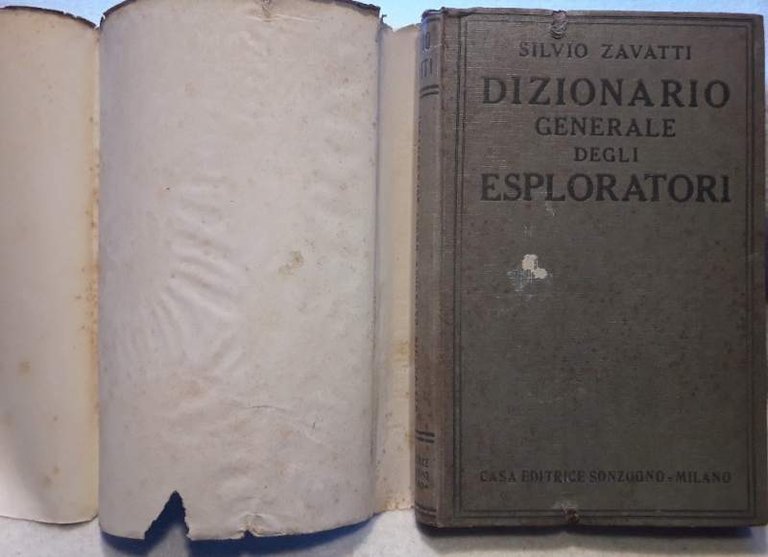 SILVIO ZAVATTI
DIZIONARIO
GENERALE
DEGLI
ESPLORATORI
CASA EDITRICE SONZOGNO - MILANO